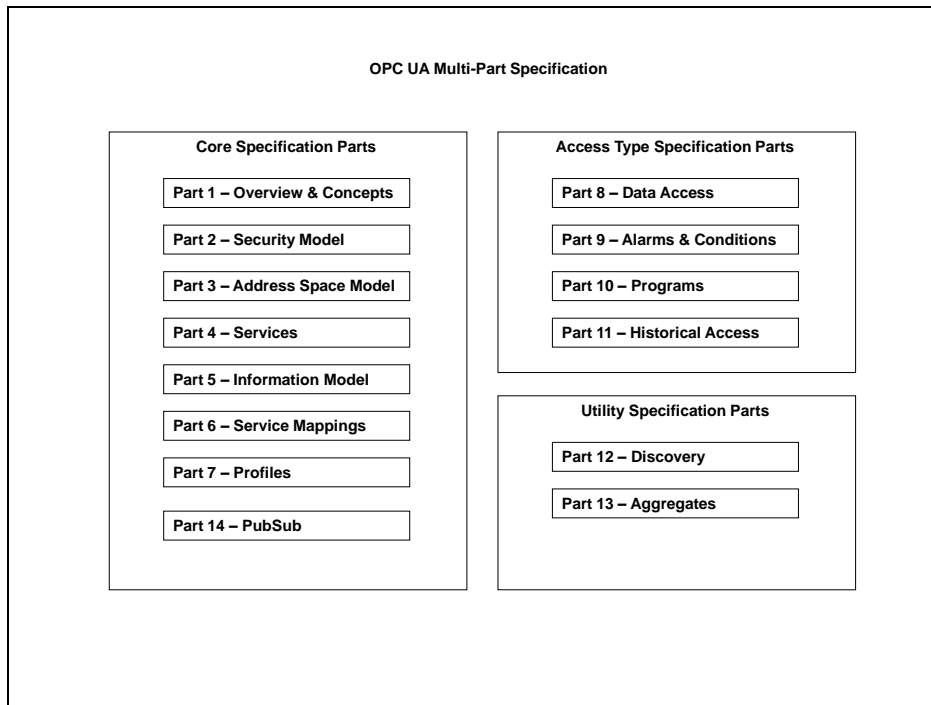 OPC UA Multi-Part Specification
Core Specification Parts
Part 1 – Overview & Concepts
Part 2 – Security Model
Part 3 – Address Space Model
Part 4 – Services
Part 5 – Information Model
Part 6 – Service Mappings
Part 7 – Profiles
Part 14 – PubSub
Access Type Specification Parts
Part 8 – Data Access
Part 9 – Alarms & Conditions
Part 10 – Programs
Part 11 – Historical Access
Utility Specification Parts
Part 12 – Discovery
Part 13 – Aggregates